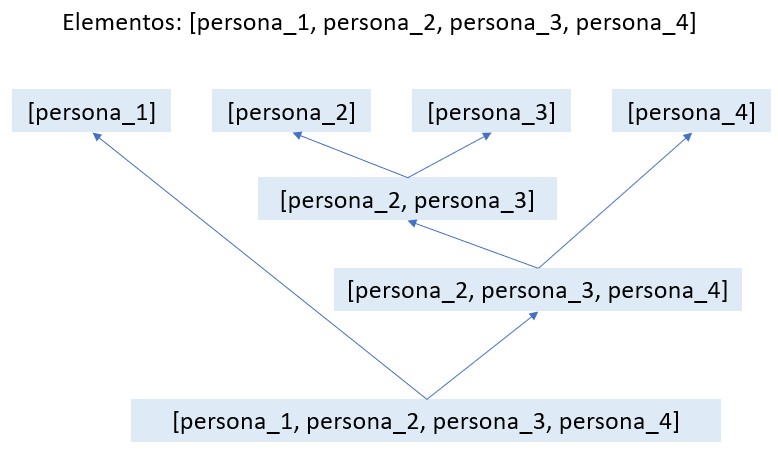 Elementos: [persona_1, persona_2, persona_3, persona_4]
[persona_1]
[persona_2]
[persona_3]
[persona_4]
[persona_2, persona_3]
[persona_2, persona_3, persona_4]
[persona_1, persona_2, persona_3, persona_4]